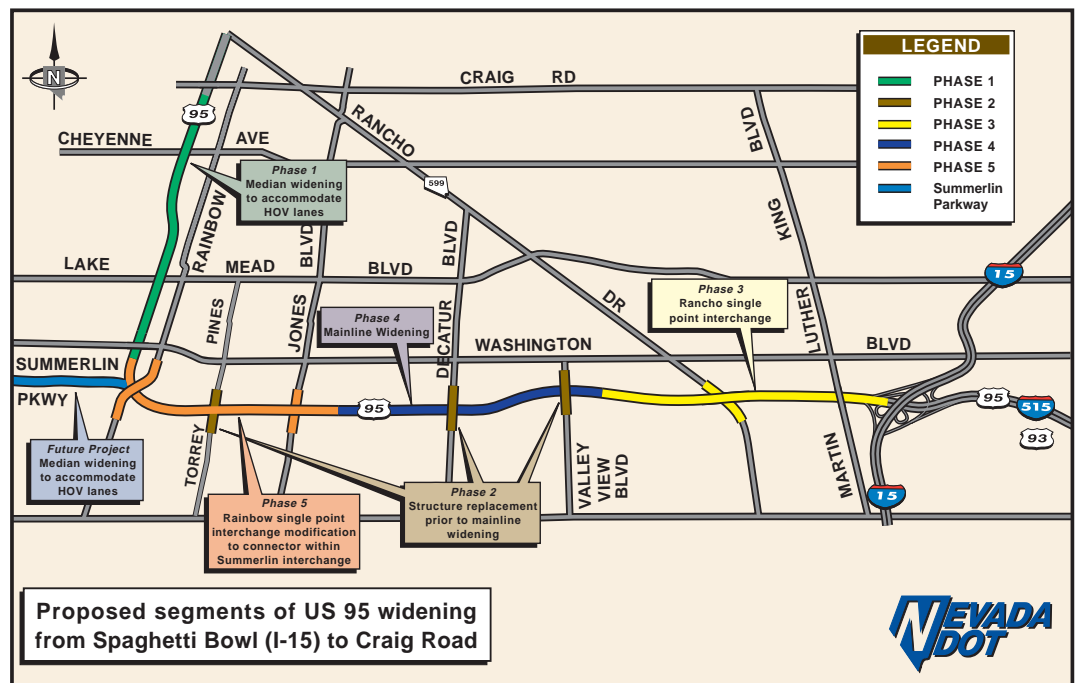 N
LEGEND
PHASE 1
PHASE 2
PHASE 3
PHASE 4
PHASE 5
Summerlin
Parkway
CRAIG RD
95
RANCHO
CHEYENNE AVE
BLVD
Phase 1
Median widening
to accommodate
HOV lanes
599
RAINBOW
BLVD
BLVD
KING
LAKE MEAD BLVD
15
Phase 3
Rancho single
point interchange
DR
PINES
JONES
Phase 4
Mainline Widening
DECATUR
LUTHER
WASHINGTON BLVD
SUMMERLIN
PKWY
95
95
515
93
Future Project
Median widening
to accommodate
HOV lanes
TORREY
VALLEY
VIEW
BLVD
MARTIN
15
Phase 5
Rainbow single point
interchange modification
to connector within
Summerlin interchange
Phase 2
Structure replacement
prior to mainline
widening
Proposed segments of US 95 widening
from Spaghetti Bowl (I-15) to Craig Road
NEVADA
DOT